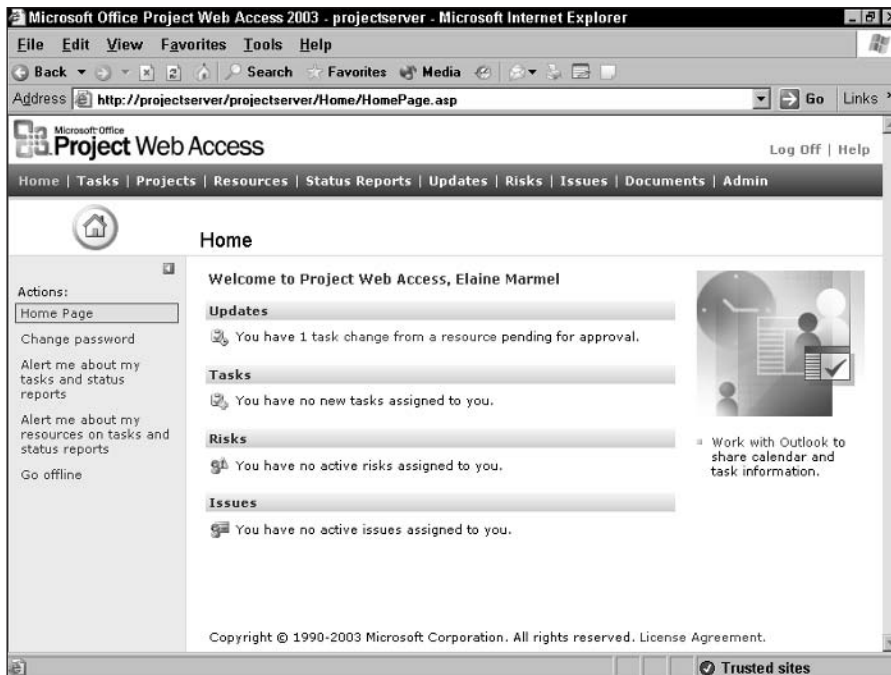 Microsoft Office Project Web Access 2003 - projectserver - Microsoft Internet Explorer
File Edit View Favorites Tools Help
Back Search Favorites Media
Address http://projectserver/projectserver/Home/HomePage.asp Go Links
Microsoft Office
Project Web Access
Log Off | Help
Home | Tasks | Projects | Resources | Status Reports | Updates | Risks | Issues | Documents | Admin
Home
Actions:
Home Page
Change password
Alert me about my
tasks and status
reports
Alert me about my
resources on tasks and
status reports
Go offline
Welcome to Project Web Access, Elaine Marmel
Updates
You have 1 task change from a resource pending for approval.
Tasks
You have no new tasks assigned to you.
Risks
You have no active risks assigned to you.
Issues
You have no active issues assigned to you.
Work with Outlook to
share calendar and
task information.
Copyright © 1990-2003 Microsoft Corporation. All rights reserved. License Agreement.
Trusted sites